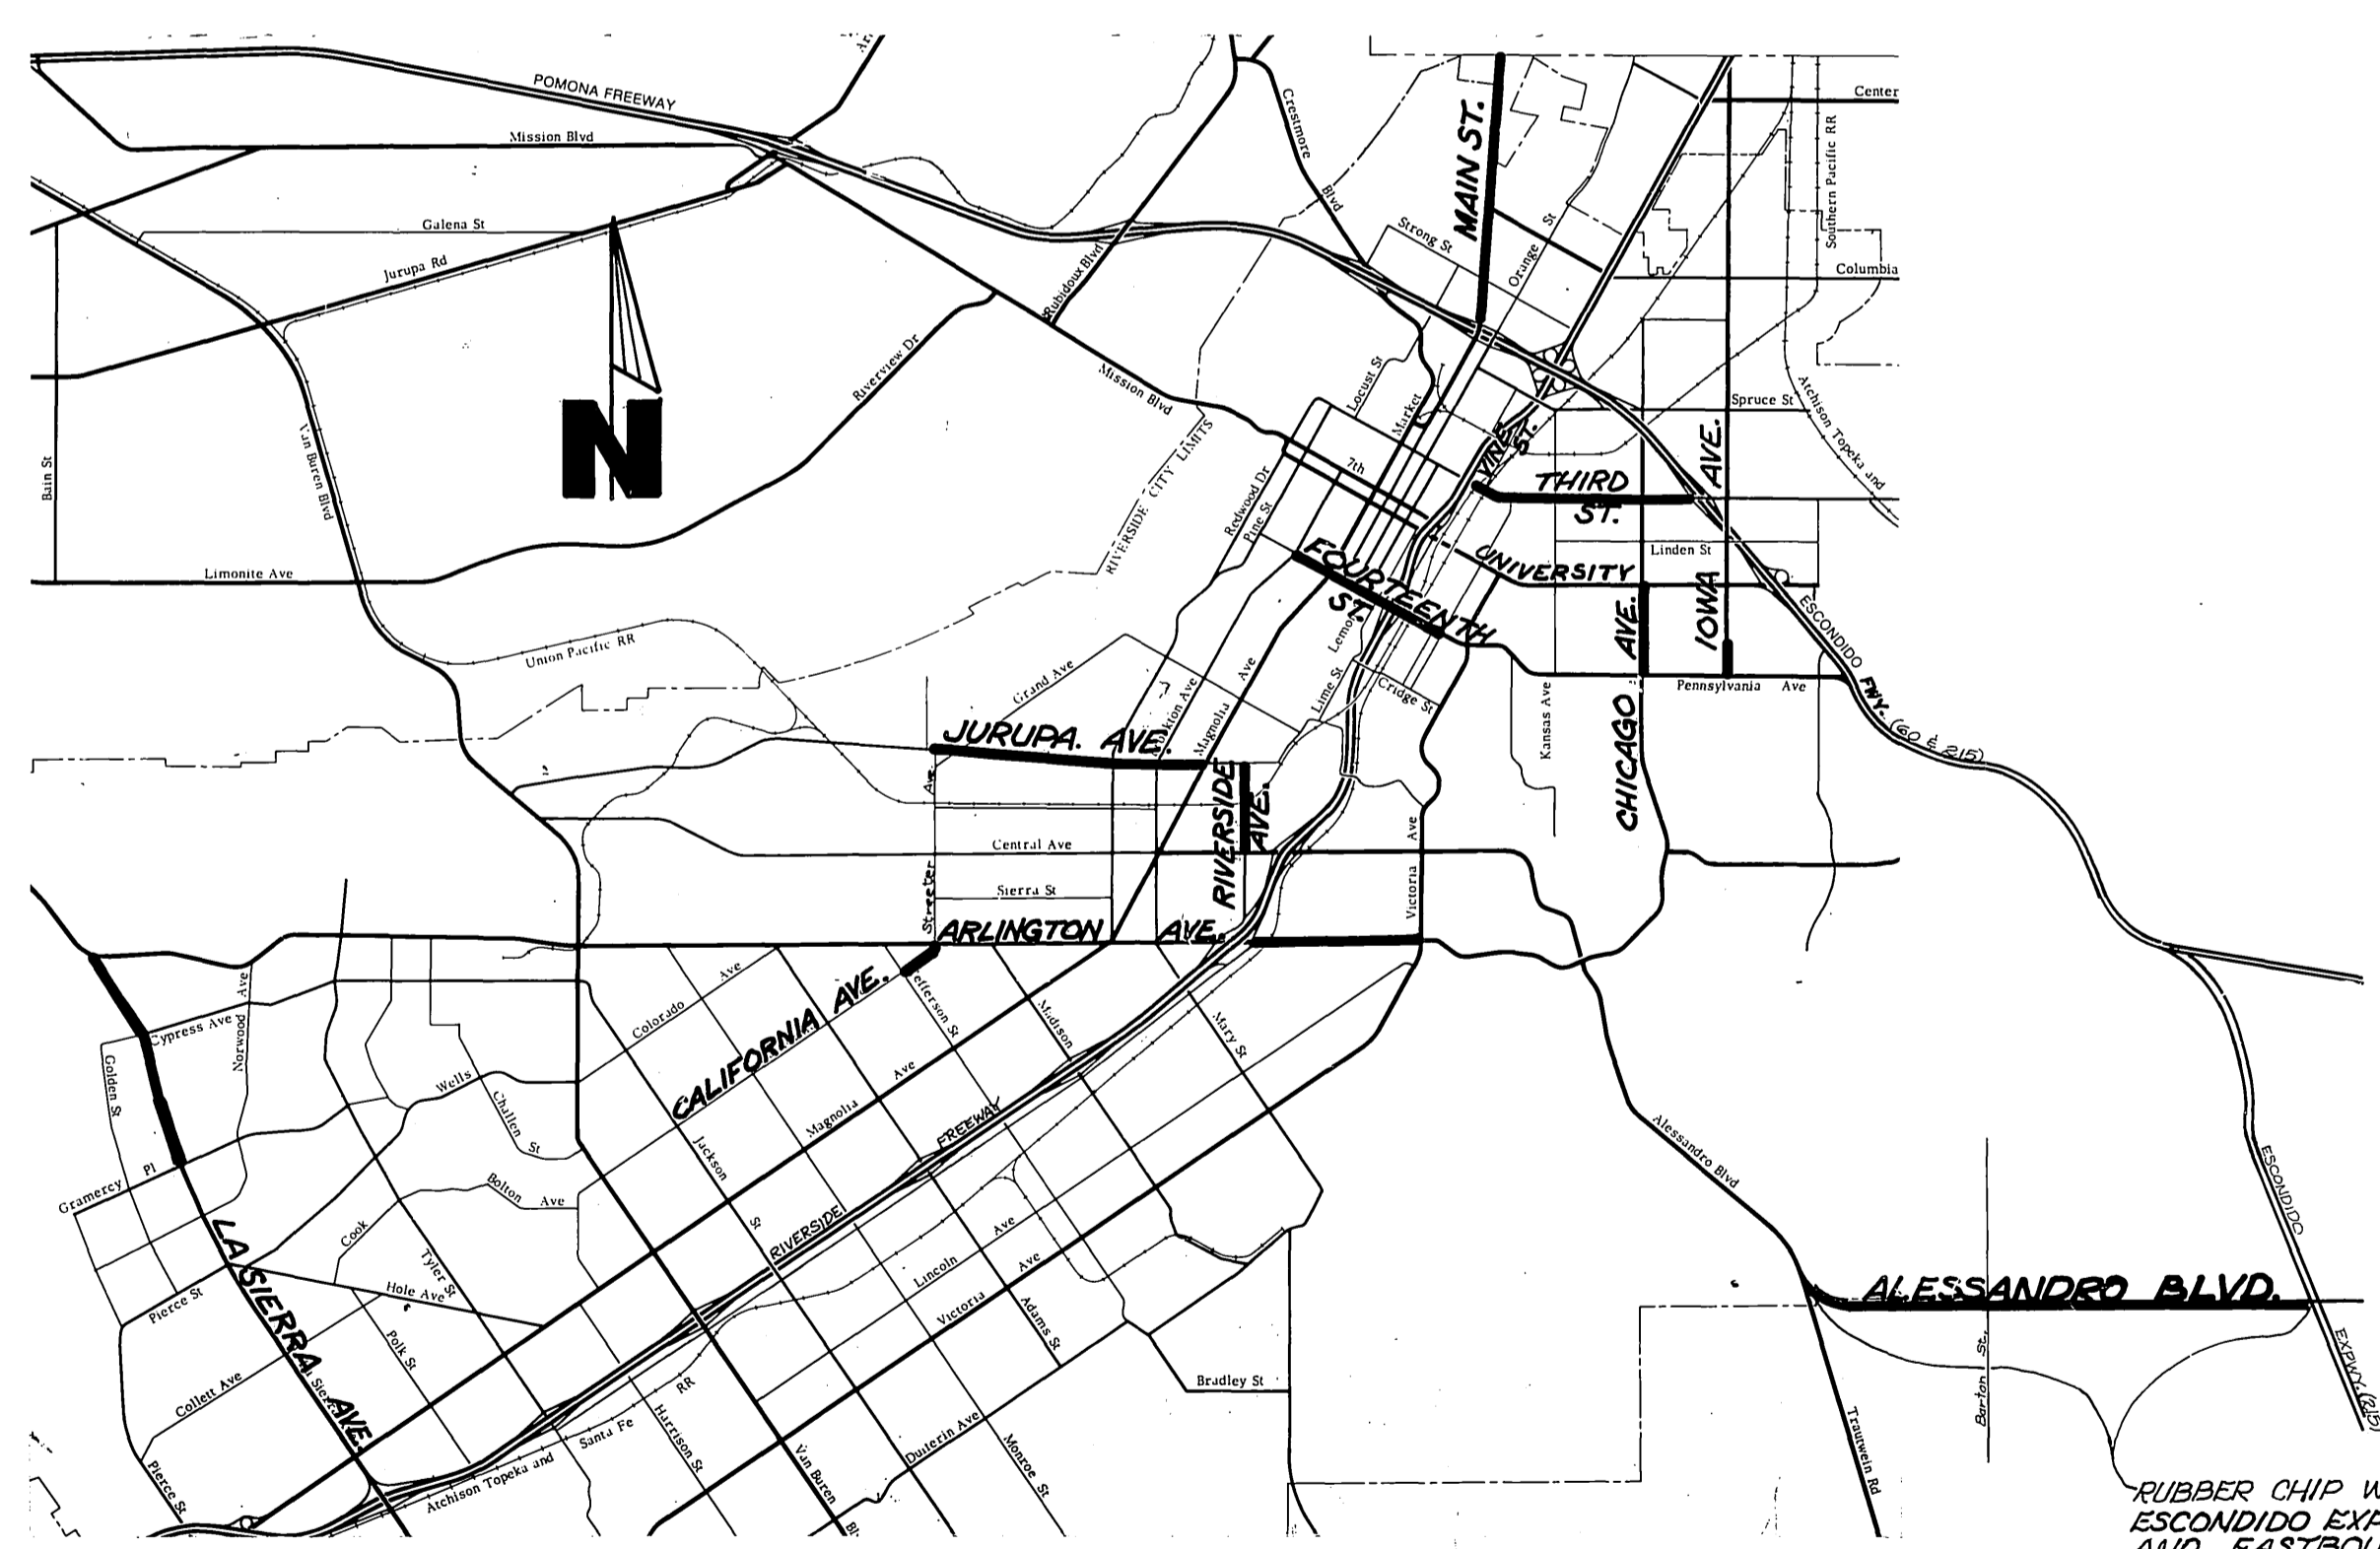 POMONA FREEWAY
Mission Blvd
Galena St
Jurupa Rd
Bain St
Van Buren Blvd
Limonite Ave
N
Riverview Dr
Rubidoux Blvd
Mission Blvd
Crestmore
Blvd
Strong St
MAIN ST.
Orange St
Center
Southern Pacific RR
Columbia
Locust St
Market
Spruce St
Atchison Topeka and
VINE
ST.
THIRD
ST.
IOWA AVE.
7th
Redwood Dr
Pine St
RIVERSIDE CITY LIMITS
Linden St
UNIVERSITY
FOURTEENTH
ST.
Lemon
Lime St
Cridge St
Kansas Ave
CHICAGO AVE.
Pennsylvania Ave
ESCONDIDO FWY. (60 & 215)
Union Pacific RR
Grand Ave
Magnolia Ave
JURUPA. AVE.
RIVERSIDE
AVE.
Streeter Ave
Central Ave
Sierra St
Victoria Ave
ARLINGTON AVE.
CALIFORNIA AVE.
Colorado Ave
Jefferson St
Madison
Mary St
Magnolia Ave
Cypress Ave
Norwood Ave
Golden St
Wells
Challen St
Bolton Ave
Jackson St
RIVERSIDE FREEWAY
Gramercy Pl
Cook
Tyler St
Hole Ave
Pierce St
Polk St
LA SIERRA AVE.
Collett Ave
Lincoln Ave
Victoria Ave
Adams St
Alessandro Blvd
ALESSANDRO BLVD.
ESCONDIDO
EXPWY.
Barton St.
Trautwein Rd
Bradley St
Pierce St
Atchison Topeka and Santa Fe RR
Harrison St
Van Buren Bl
Monroe St
RUBBER CHIP
ESCONDIDO EXP
AND EASTBOU